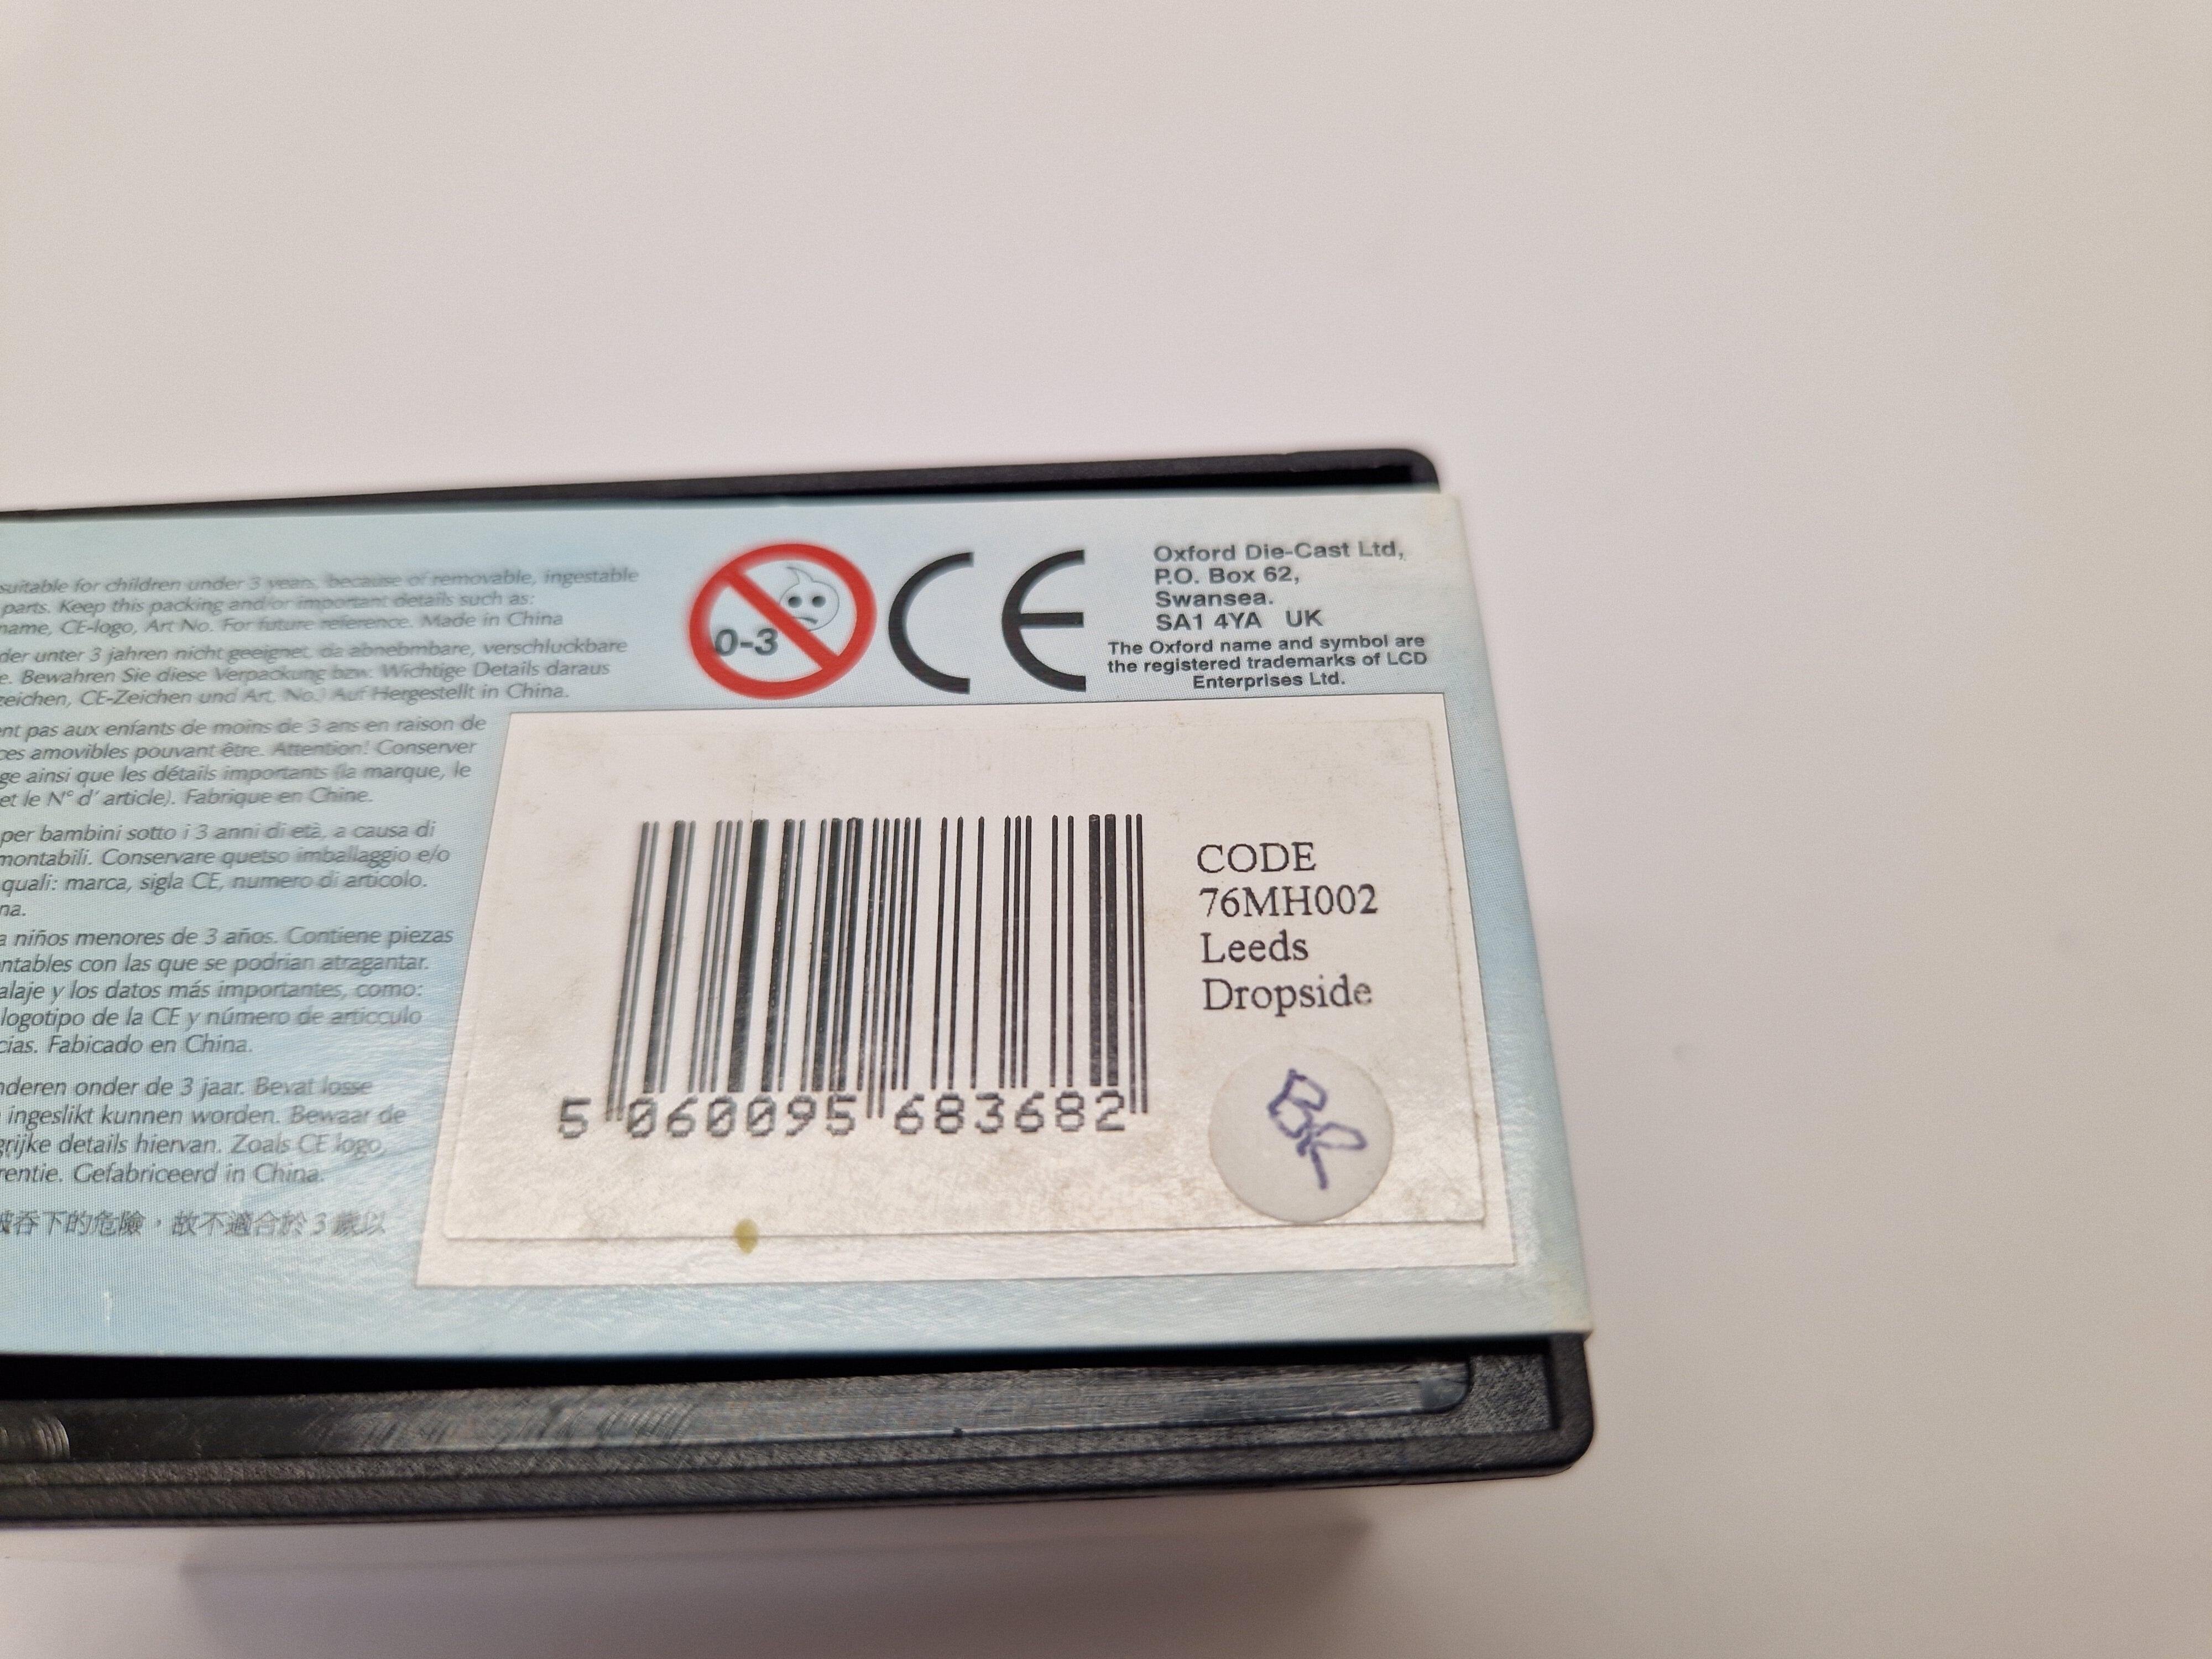 suitable for children under 3 years, because of removable, ingestable
parts. Keep this packing and/or important details such as:
name, CE-logo, Art No. For future reference. Made in China
der unter 3 jahren nicht geeignet, da abnebmbare, verschluckbare
e. Bewahren Sie diese Verpackung bzw. Wichtige Details daraus
zeichen, CE-Zeichen und Art. No.) Auf Hergestellt in China.
nt pas aux enfants de moins de 3 ans en raison de
ces amovibles pouvant être. Attention! Conserver
ge ainsi que les détails importants (la marque, le
et le N° d' article). Fabrique en Chine.
per bambini sotto i 3 anni di età, a causa di
montabili. Conservare quetso imballaggio e/o
quali: marca, sigla CE, numero di articolo.
na.
a niños menores de 3 años. Contiene piezas
ntables con las que se podrian atragantar.
alaje y los datos más importantes, como:
logotipo de la CE y número de articculo
cias. Fabicado en China.
nderen onder de 3 jaar. Bevat losse
ingeslikt kunnen worden. Bewaar de
grijke details hiervan. Zoals CE logo,
rentie. Gefabriceerd in China.
被吞下的危險，故不適合於 3 歲以
0-3
CE
Oxford Die-Cast Ltd,
P.O. Box 62,
Swansea.
SA1 4YA UK
The Oxford name and symbol are
the registered trademarks of LCD
Enterprises Ltd.
CODE
76MH002
Leeds
Dropside
5 060095 683682